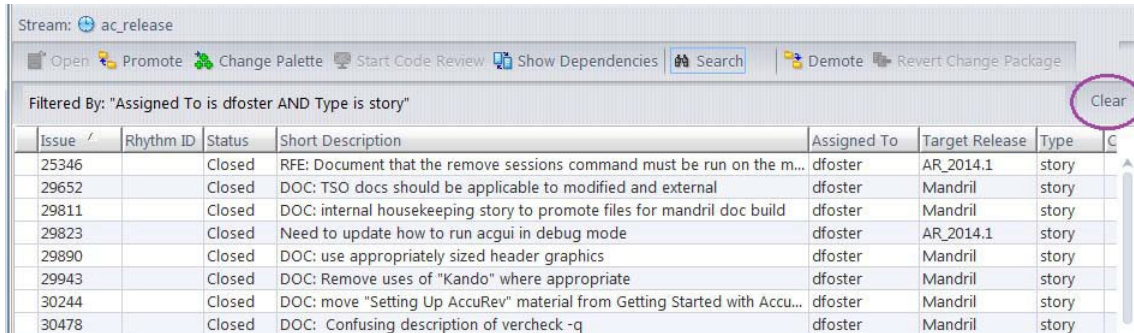 Stream: ac_release
Open Promote Change Palette Start Code Review Show Dependencies Search Demote Revert Change Package
Filtered By: "Assigned To is dfoster AND Type is story" Clear
Issue / Rhythm ID Status Short Description Assigned To Target Release Type C
25346 Closed RFE: Document that the remove sessions command must be run on the m... dfoster AR_2014.1 story
29652 Closed DOC: TSO docs should be applicable to modified and external dfoster Mandril story
29811 Closed DOC: internal housekeeping story to promote files for mandril doc build dfoster Mandril story
29823 Closed Need to update how to run acgui in debug mode dfoster AR_2014.1 story
29890 Closed DOC: use appropriately sized header graphics dfoster Mandril story
29943 Closed DOC: Remove uses of "Kando" where appropriate dfoster Mandril story
30244 Closed DOC: move "Setting Up AccuRev" material from Getting Started with Accu... dfoster Mandril story
30478 Closed DOC: Confusing description of vercheck -q dfoster Mandril story